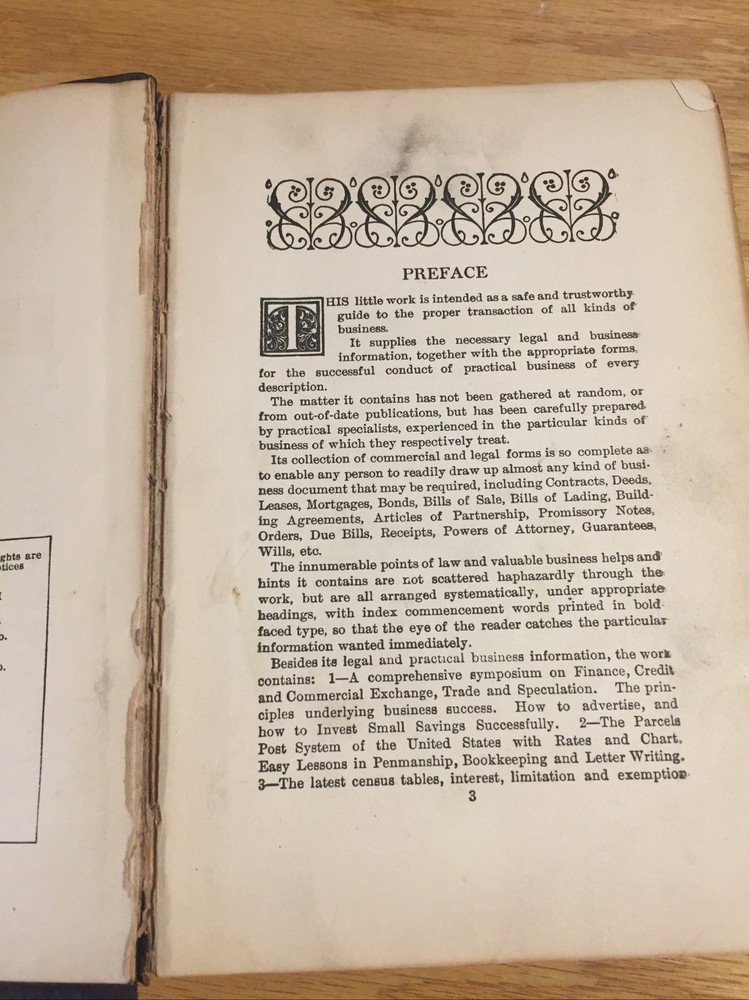 ghts are
tices
PREFACE
THIS little work is intended as a safe and trustworthy
guide to the proper transaction of all kinds of
business.
It supplies the necessary legal and business
information, together with the appropriate forms,
for the successful conduct of practical business of every
description.
The matter it contains has not been gathered at random, or
from out-of-date publications, but has been carefully prepared
by practical specialists, experienced in the particular kinds of
business of which they respectively treat.
Its collection of commercial and legal forms is so complete as
to enable any person to readily draw up almost any kind of busi-
ness document that may be required, including Contracts, Deeds,
Leases, Mortgages, Bonds, Bills of Sale, Bills of Lading, Build-
ing Agreements, Articles of Partnership, Promissory Notes,
Orders, Due Bills, Receipts, Powers of Attorney, Guarantees,
Wills, etc.
The innumerable points of law and valuable business helps and
hints it contains are not scattered haphazardly through the
work, but are all arranged systematically, under appropriate
headings, with index commencement words printed in bold
faced type, so that the eye of the reader catches the particular
information wanted immediately.
Besides its legal and practical business information, the work
contains: 1—A comprehensive symposium on Finance, Credit
and Commercial Exchange, Trade and Speculation. The prin-
ciples underlying business success. How to advertise, and
how to Invest Small Savings Successfully. 2—The Parcels
Post System of the United States with Rates and Chart.
Easy Lessons in Penmanship, Bookkeeping and Letter Writing.
3—The latest census tables, interest, limitation and exemption
3